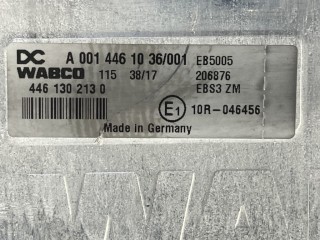 DC A 001 446 10 36/001 EB5005
WABCO 115 38/17 206876
446 130 213 0 EBS3 ZM
E1 10R-046456
Made in Germany
WA